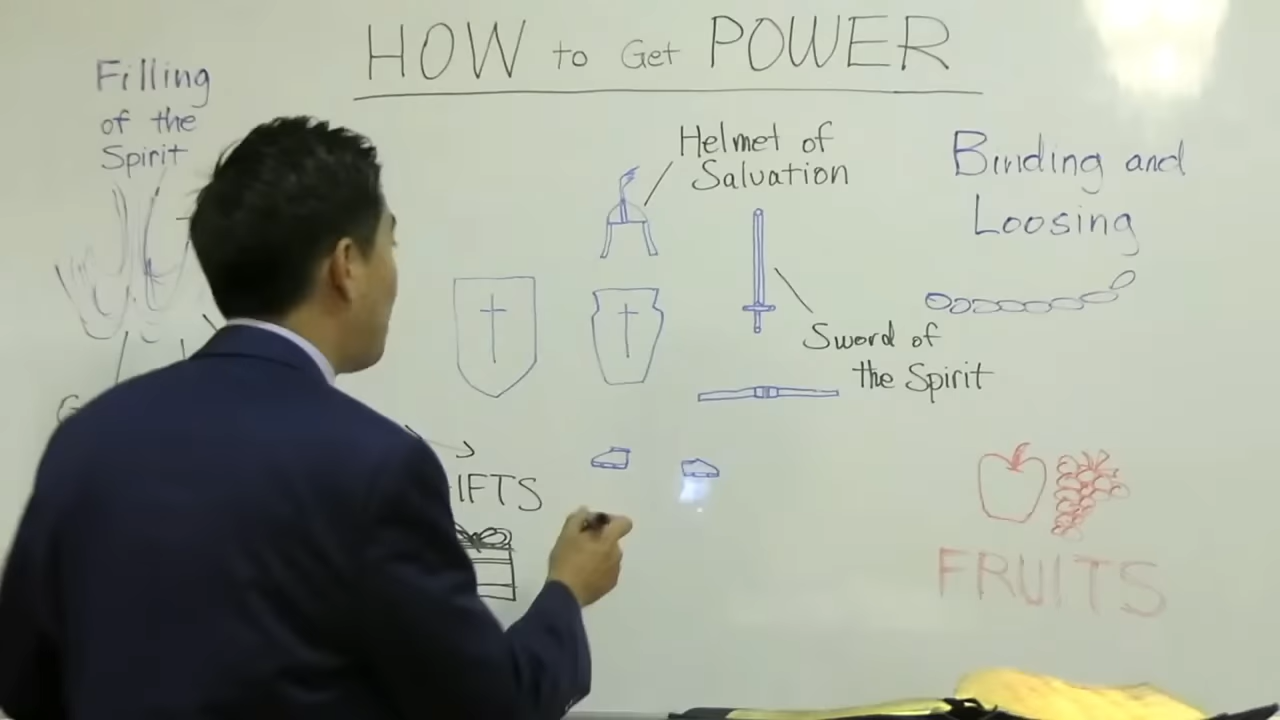 HOW to Get POWER
Filling
of the
Spirit
Helmet of
Salvation
Binding and
Loosing
Sword of
the Spirit
IFTS
FRUITS